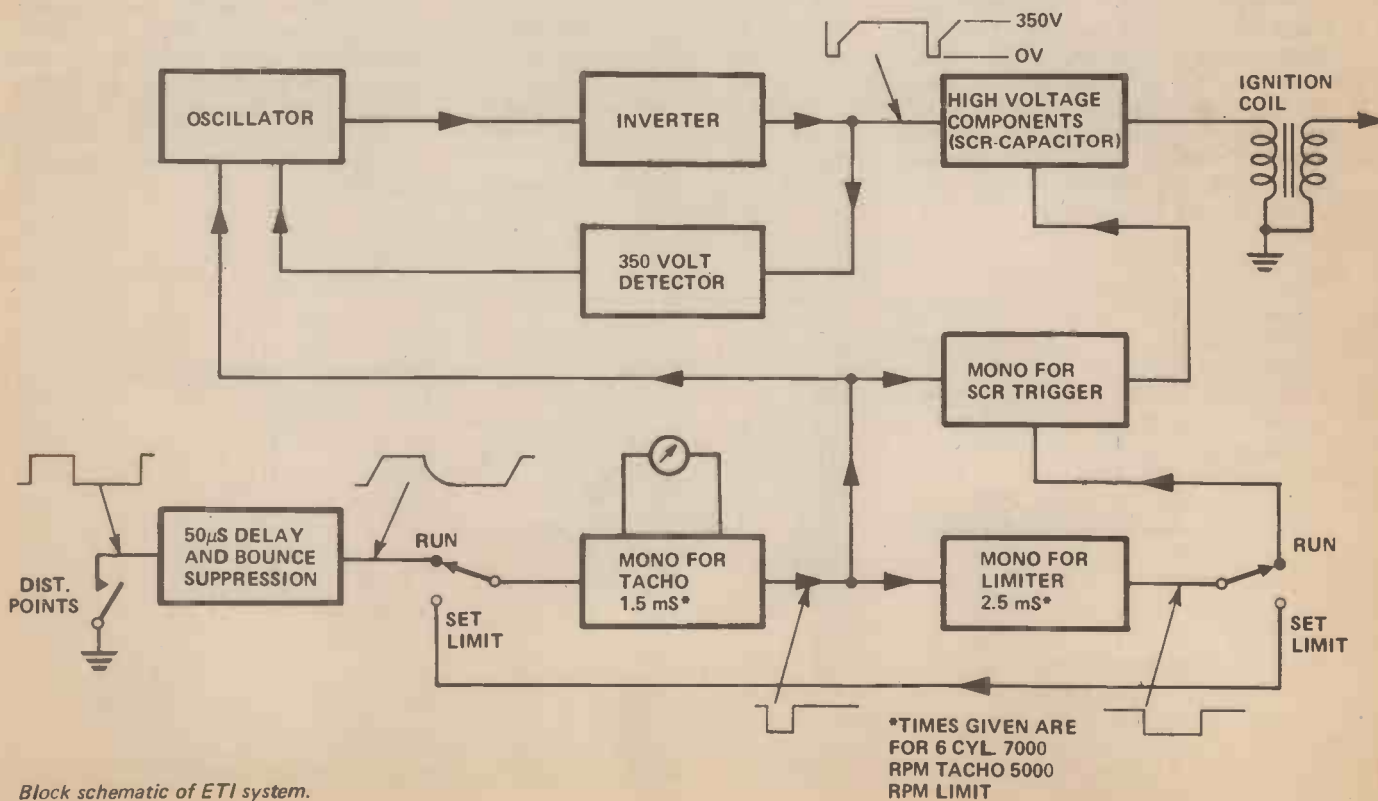 350V
0V
OSCILLATOR
INVERTER
HIGH VOLTAGE
COMPONENTS
(SCR-CAPACITOR)
IGNITION
COIL
350 VOLT
DETECTOR
MONO FOR
SCR TRIGGER
DIST.
POINTS
50µS DELAY
AND BOUNCE
SUPPRESSION
RUN
SET
LIMIT
MONO FOR
TACHO
1.5 mS*
MONO FOR
LIMITER
2.5 mS*
RUN
SET
LIMIT
*TIMES GIVEN ARE
FOR 6 CYL. 7000
RPM TACHO 5000
RPM LIMIT
Block schematic of ETI system.